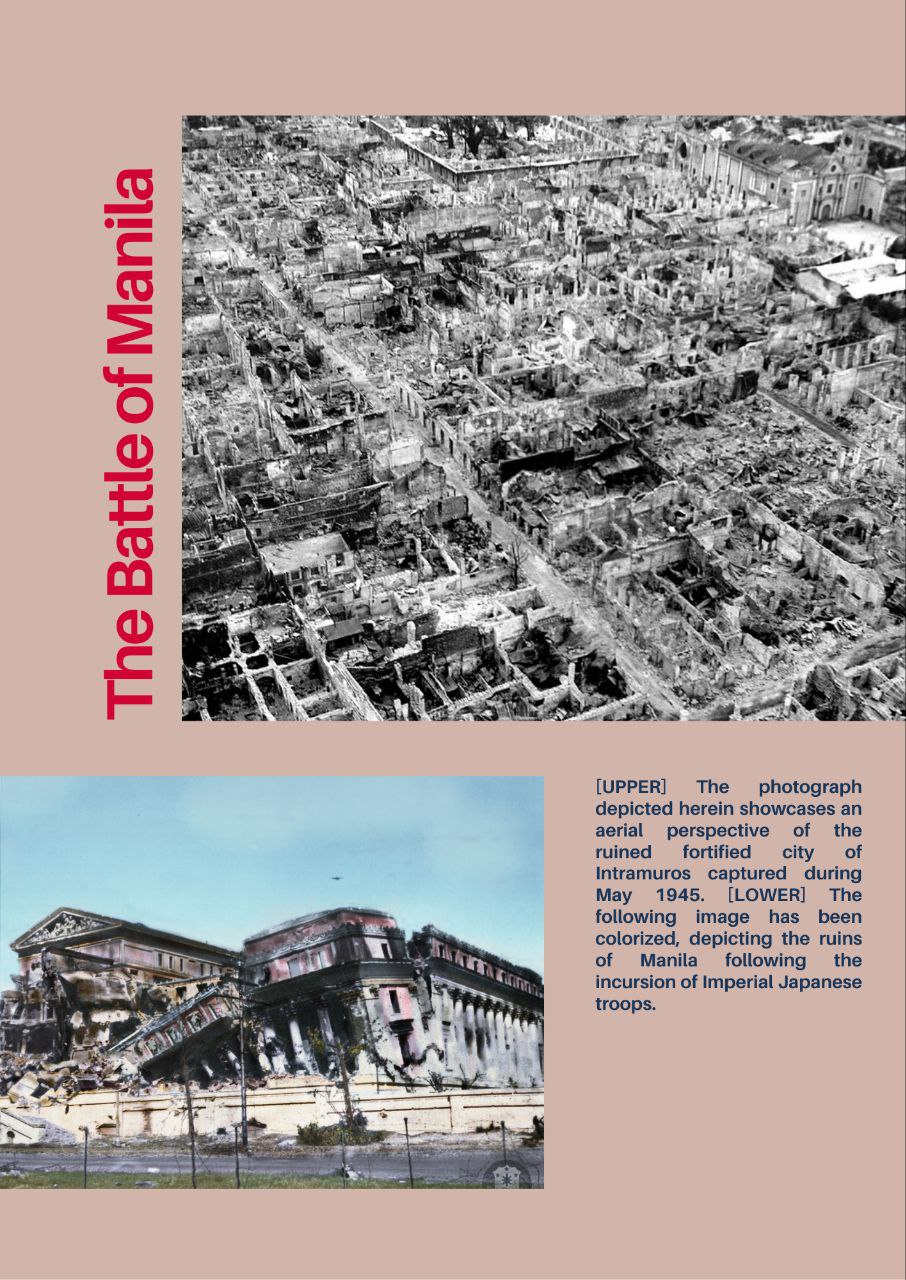 The Battle of Manila
[UPPER] The photograph
depicted herein showcases an
aerial perspective of the
ruined fortified city of
Intramuros captured during
May 1945. [LOWER] The
following image has been
colorized, depicting the ruins
of Manila following the
incursion of Imperial Japanese
troops.